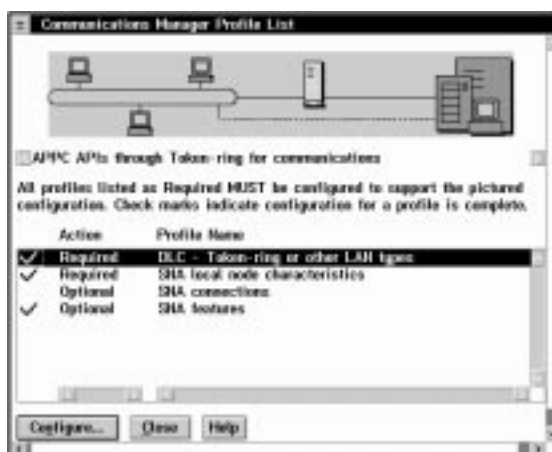 Communications Manager Profile List
APPC APIs through Token-ring for communications
All profiles listed as Required MUST be configured to support the pictured
configuration. Check marks indicate configuration for a profile is complete.
Action Profile Name
Required DLC - Token-ring or other LAN types
Required SNA local node characteristics
Optional SNA connections
Optional SNA features
Configure... Close Help